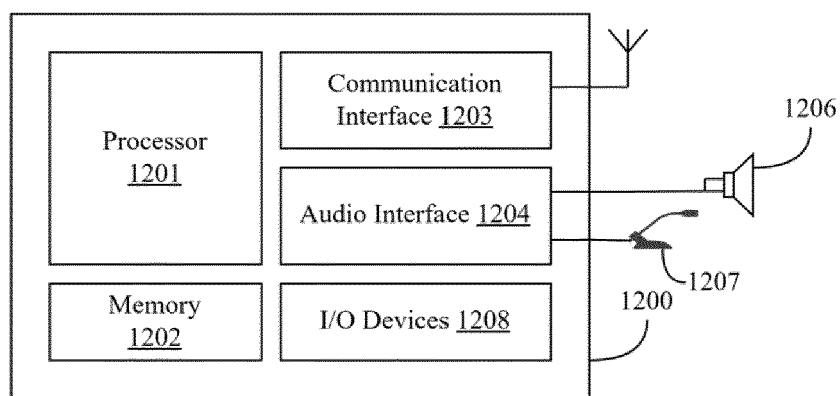 Processor
1201
Communication
Interface 1203
1206
Audio Interface 1204
1207
1200
Memory
1202
I/O Devices 1208